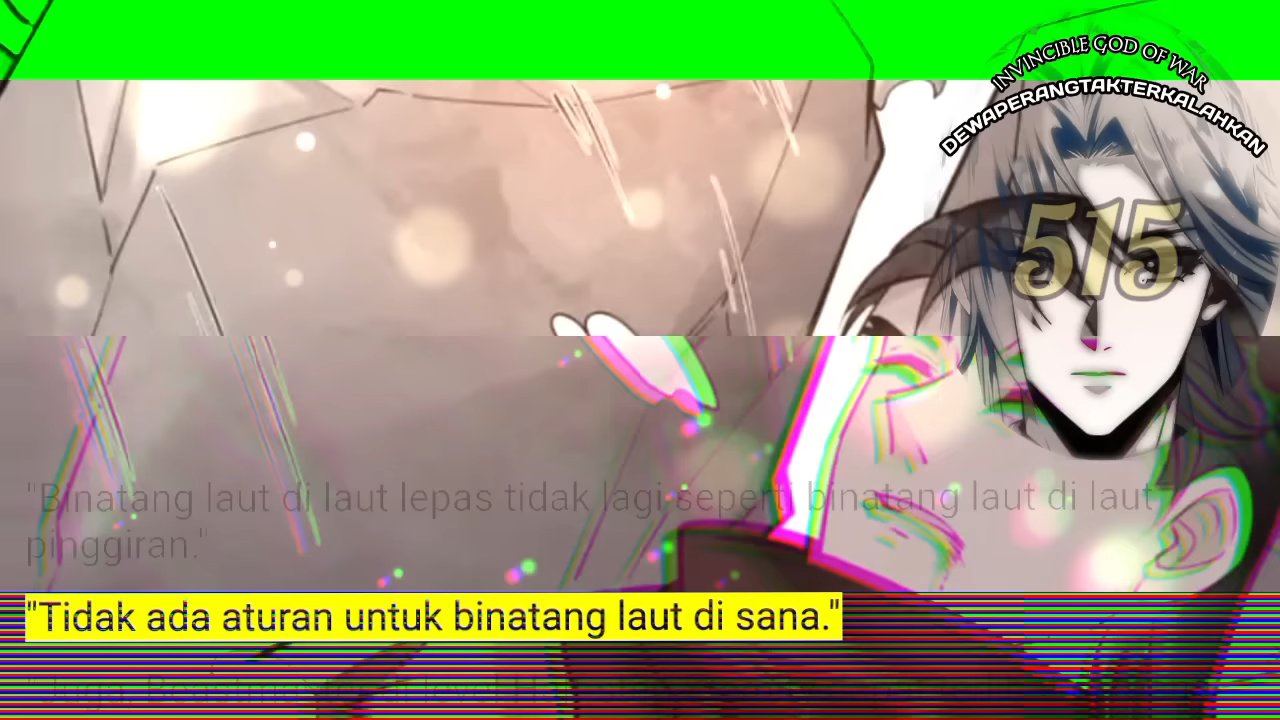 INVINCIBLE GOD OF WAR
DEWAPERANGTAKTERKALAHKAN
515
"Binatang laut di laut lepas tidak lagi seperti binatang laut di laut
pinggiran."
"Tidak ada aturan untuk binatang laut di sana."